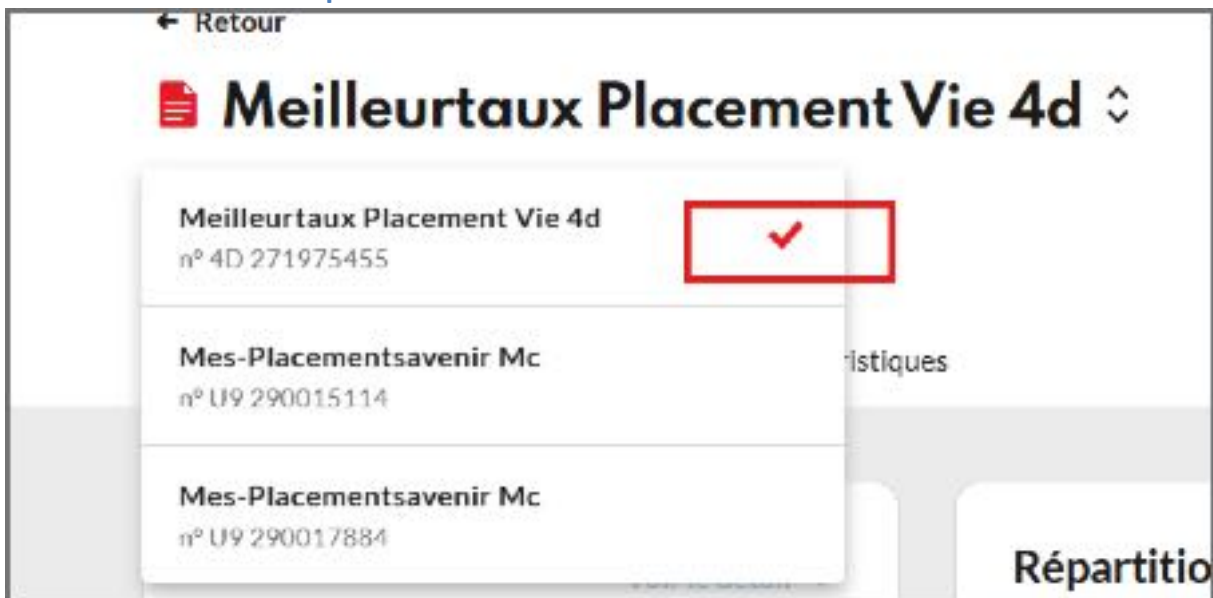 ← Retour
Meilleurtaux Placement Vie 4d
Meilleurtaux Placement Vie 4d
n° 4D 271975455
Mes-Placementsavenir Mc
n° U9 290015114
ristiques
Mes-Placementsavenir Mc
n° U9 290017884
Répartitio